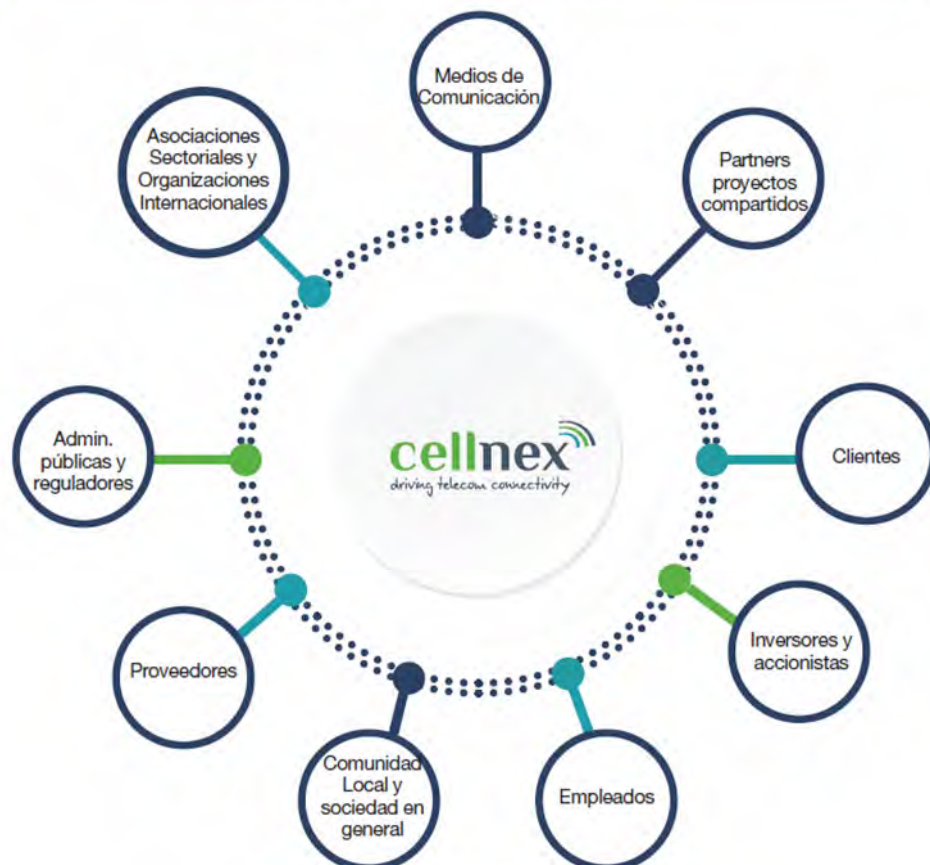 Medios de
Comunicación
Asociaciones
Sectoriales y
Organizaciones
Internacionales
Partners
proyectos
compartidos
Admin.
públicas y
reguladores
cellnex
driving telecom connectivity
Clientes
Inversores y
accionistas
Proveedores
Comunidad
Local y
sociedad en
general
Empleados